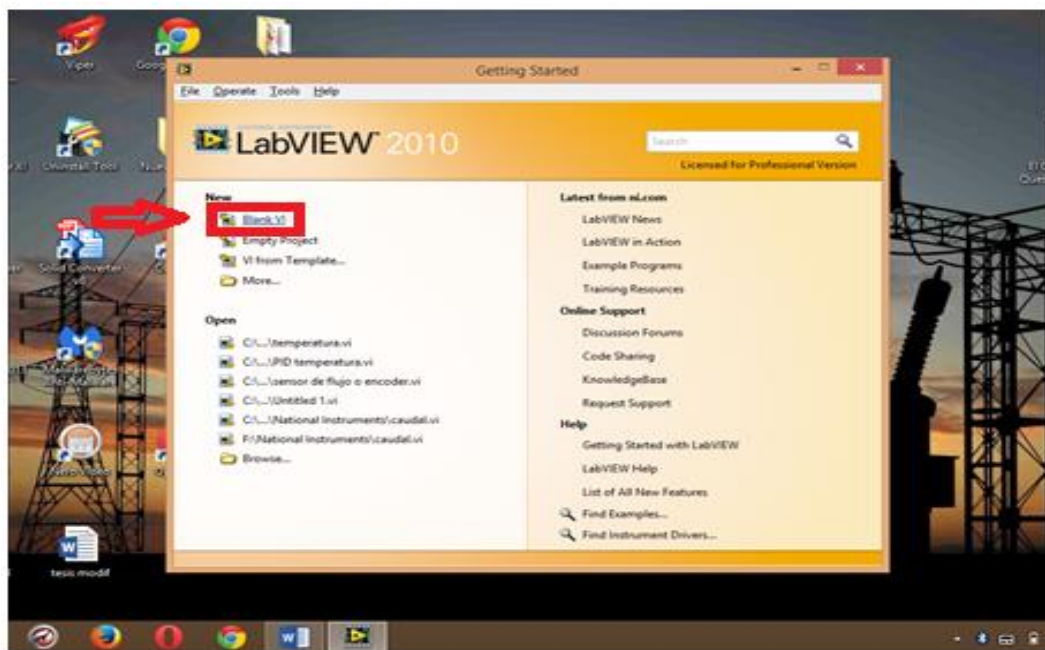 Viper
Getting Started
File Operate Tools Help
LabVIEW 2010
Search
Licensed for Professional Version
Uninstall Tool
New
Blank VI
Empty Project
VI from Template...
More...
Open
C:\...\temperatura.vi
C:\...\PID temperatura.vi
C:\...\sensor de flujo o encoder.vi
C:\...\Untitled 1.vi
C:\...\National Instruments\caudal.vi
F:\National Instruments\caudal.vi
Browse...
Latest from ni.com
LabVIEW News
LabVIEW in Action
Example Programs
Training Resources
Online Support
Discussion Forums
Code Sharing
KnowledgeBase
Request Support
Help
Getting Started with LabVIEW
LabVIEW Help
List of All New Features
Find Examples...
Find Instrument Drivers...
Solid Converter
Nero Video
tesis modif